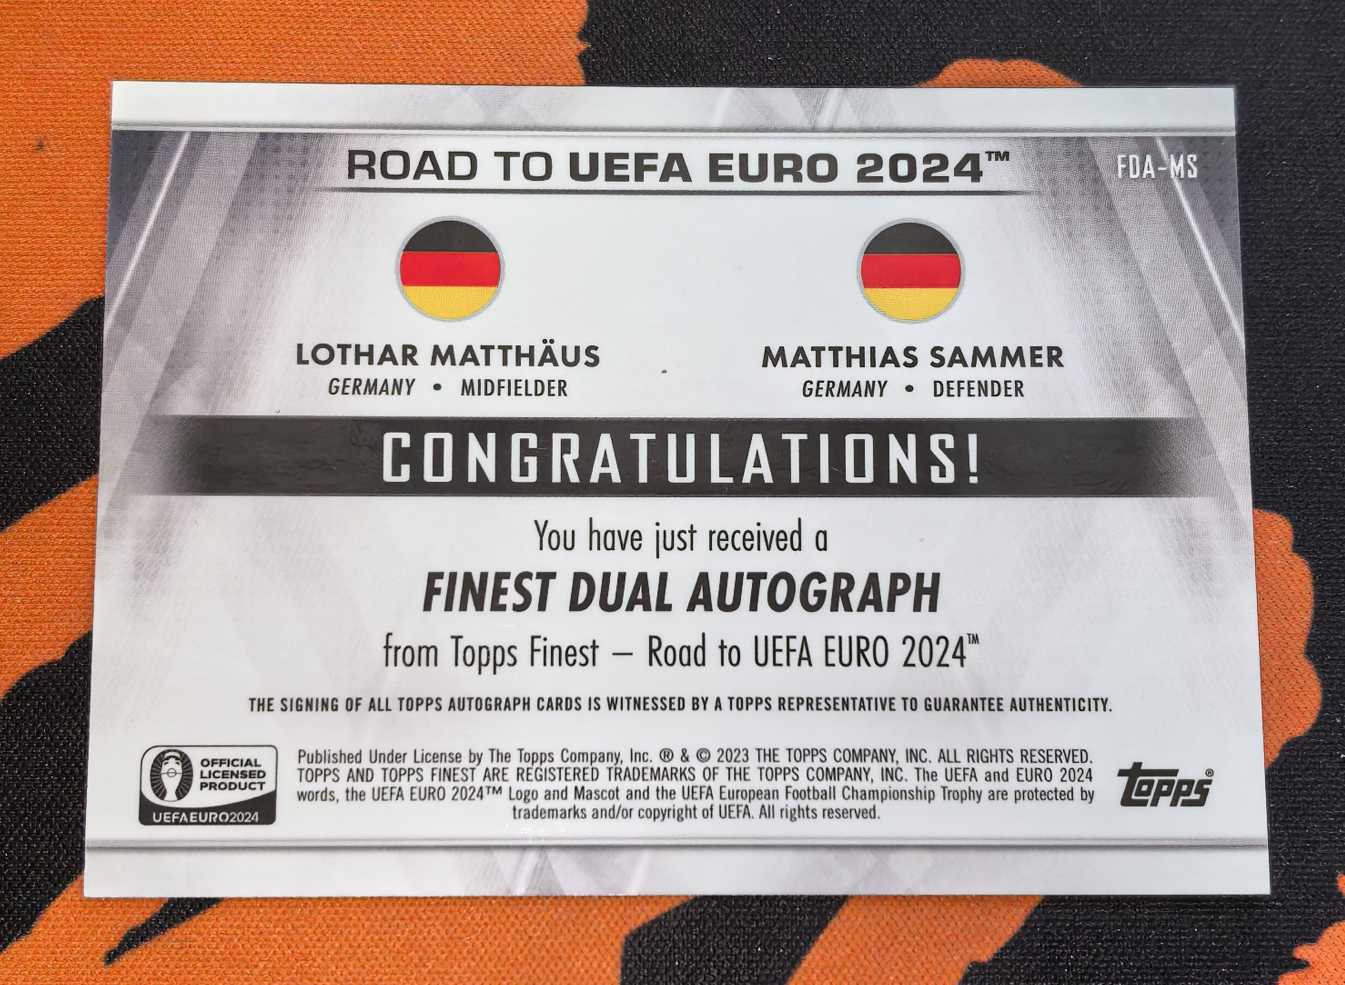 ROAD TO UEFA EURO 2024™
FDA-MS
LOTHAR MATTHÄUS
GERMANY • MIDFIELDER
MATTHIAS SAMMER
GERMANY • DEFENDER
CONGRATULATIONS!
You have just received a
FINEST DUAL AUTOGRAPH
from Topps Finest – Road to UEFA EURO 2024™
THE SIGNING OF ALL TOPPS AUTOGRAPH CARDS IS WITNESSED BY A TOPPS REPRESENTATIVE TO GUARANTEE AUTHENTICITY.
OFFICIAL
LICENSED
PRODUCT
UEFAEURO2024
Published Under License by The Topps Company, Inc. ® & © 2023 THE TOPPS COMPANY, INC. ALL RIGHTS RESERVED.
TOPPS AND TOPPS FINEST ARE REGISTERED TRADEMARKS OF THE TOPPS COMPANY, INC. The UEFA and EURO 2024
words, the UEFA EURO 2024™ Logo and Mascot and the UEFA European Football Championship Trophy are protected by
trademarks and/or copyright of UEFA. All rights reserved.
topps®